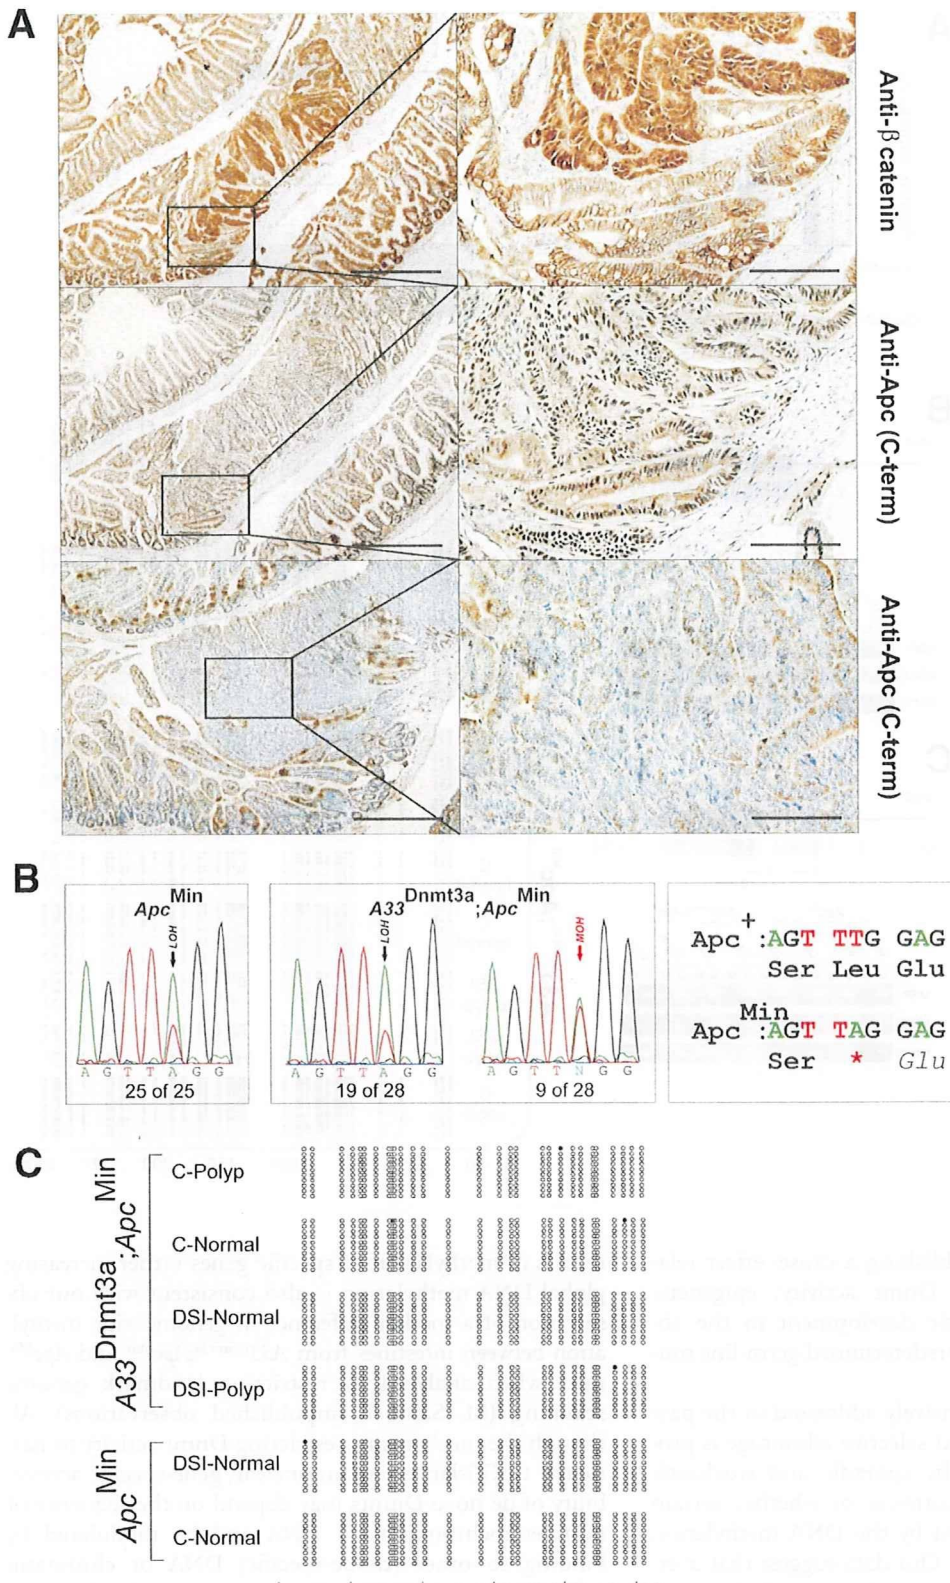 A
Anti-β catenin
Anti-Apc (C-term)
Anti-Apc (C-term)
B
Apc Min
LOH
A G T T A G G
25 of 25
A33 Dnmt3a ;Apc Min
LOH
A G T T A G G
19 of 28
MOH
A G T T N G G
9 of 28
Apc + :AGT TTG GAG
Ser Leu Glu
Apc Min :AGT TAG GAG
Ser * Glu
C
A33 Dnmt3a ;Apc Min
C-Polyp
C-Normal
DSI-Normal
DSI-Polyp
Apc Min
DSI-Normal
C-Normal